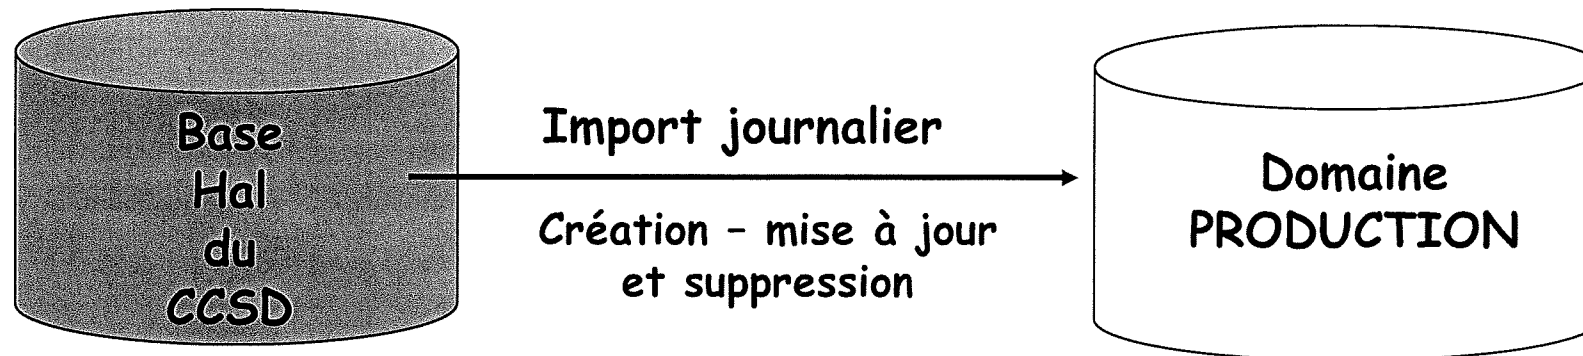 Base
Hal
du
CCSD
Import journalier
Création – mise à jour
et suppression
Domaine
PRODUCTION